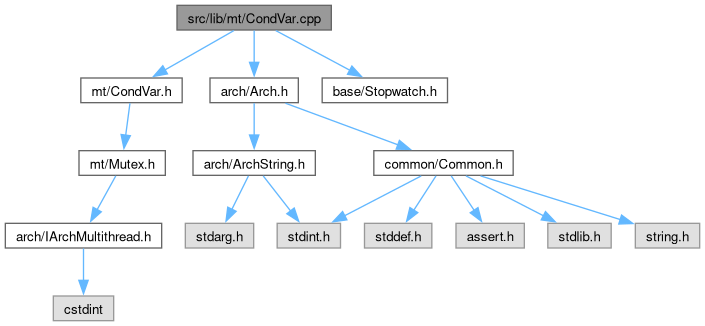 src/lib/mt/CondVar.cpp
mt/CondVar.h
arch/Arch.h
base/Stopwatch.h
mt/Mutex.h
arch/ArchString.h
common/Common.h
arch/IArchMultithread.h
stdarg.h
stdint.h
stddef.h
assert.h
stdlib.h
string.h
cstdint